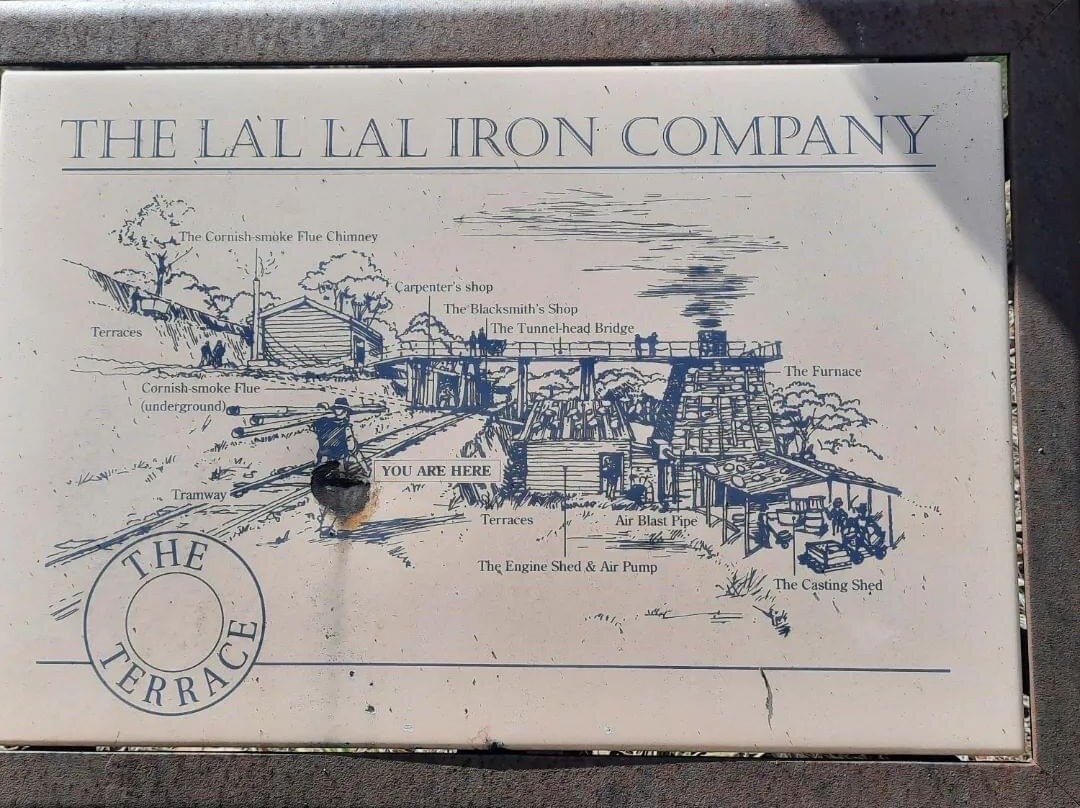 THE LAL LAL IRON COMPANY
The Cornish-smoke Flue Chimney
Carpenter's shop
The Blacksmith's Shop
The Tunnel-head Bridge
Terraces
The Furnace
Cornish-smoke Flue
(underground)
YOU ARE HERE
Tramway
Terraces
Air Blast Pipe
The Engine Shed & Air Pump
The Casting Shed
THE
TERRACE